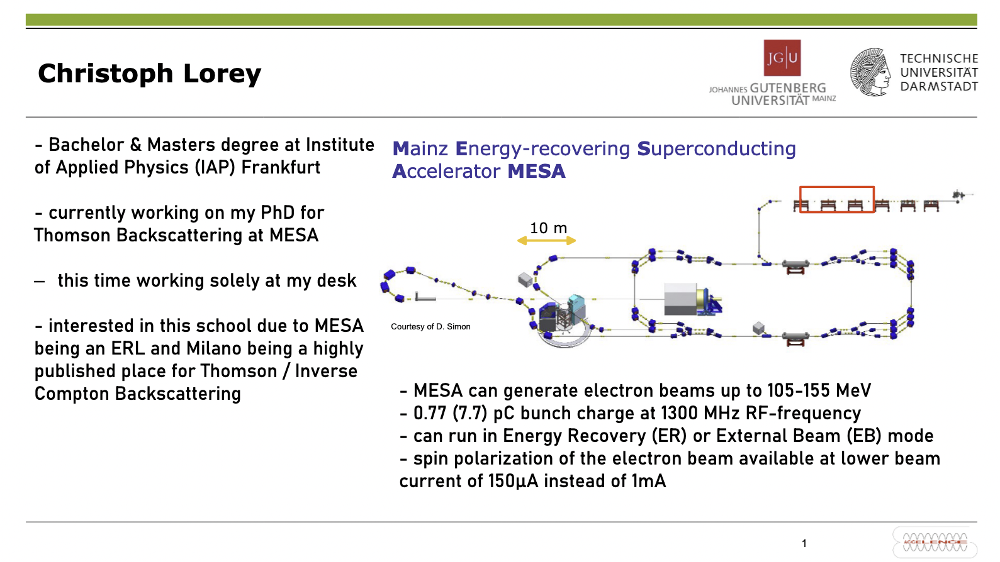 Christoph Lorey
JG|U
JOHANNES GUTENBERG
UNIVERSITÄT MAINZ
TECHNISCHE
UNIVERSITÄT
DARMSTADT
- Bachelor & Masters degree at Institute
of Applied Physics (IAP) Frankfurt
- currently working on my PhD for
Thomson Backscattering at MESA
– this time working solely at my desk
- interested in this school due to MESA
being an ERL and Milano being a highly
published place for Thomson / Inverse
Compton Backscattering
Mainz Energy-recovering Superconducting
Accelerator MESA
10 m
Courtesy of D. Simon
- MESA can generate electron beams up to 105-155 MeV
- 0.77 (7.7) pC bunch charge at 1300 MHz RF-frequency
- can run in Energy Recovery (ER) or External Beam (EB) mode
- spin polarization of the electron beam available at lower beam
current of 150µA instead of 1mA
1
ACCELENCE